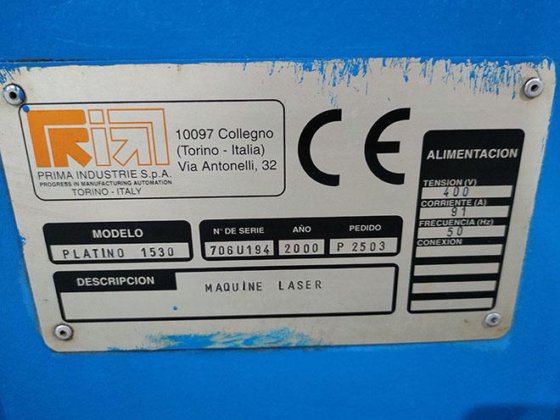 PRIMA
PRIMA INDUSTRIE S.p.A.
PROGRESS IN MANUFACTURING AUTOMATION
TORINO - ITALY
10097 Collegno
(Torino - Italia)
Via Antonelli, 32
CE
MODELO
PLATINO 1530
N° DE SERIE
706U194
AÑO
2000
PEDIDO
P 2503
DESCRIPCION
MAQUINE LASER
ALIMENTACION
TENSION (V)
400
CORRIENTE (A)
91
FRECUENCIA (Hz)
50
CONEXION